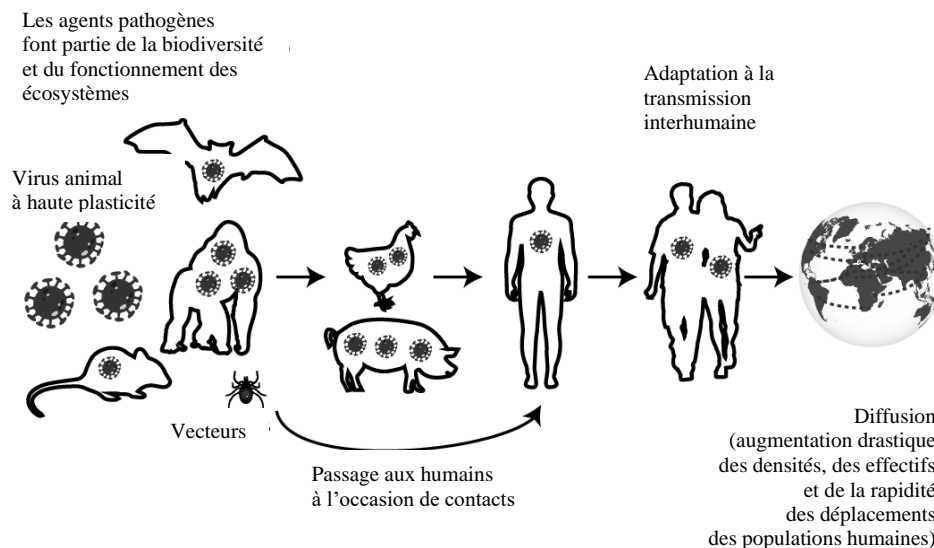 Les agents pathogènes
font partie de la biodiversité
et du fonctionnement des
écosystèmes
Virus animal
à haute plasticité
Vecteurs
Passage aux humains
à l’occasion de contacts
Adaptation à la
transmission
interhumaine
Diffusion
(augmentation drastique
des densités, des effectifs
et de la rapidité
des déplacements
des populations humaines)